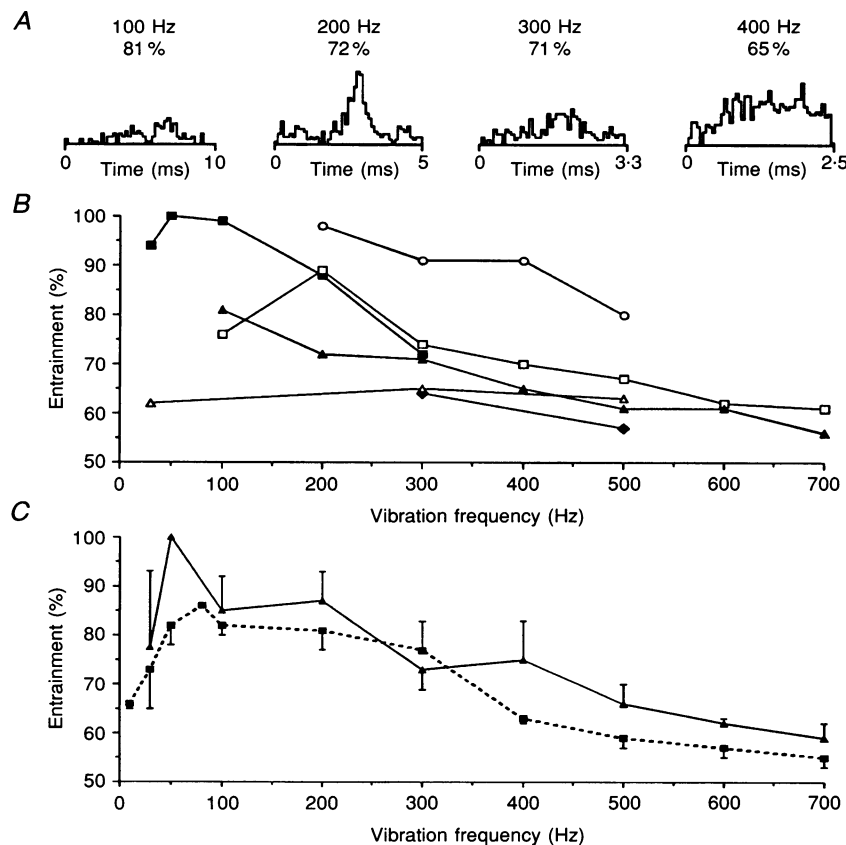 A
100 Hz 200 Hz 300 Hz 400 Hz
81% 72% 71% 65%
0 10 0 5 0 3·3 0 2·5
Time (ms) Time (ms) Time (ms) Time (ms)
B
100
90
80
70
60
50
Entrainment (%)
0 100 200 300 400 500 600 700
Vibration frequency (Hz)
C
100
90
80
70
60
50
Entrainment (%)
0 100 200 300 400 500 600 700
Vibration frequency (Hz)